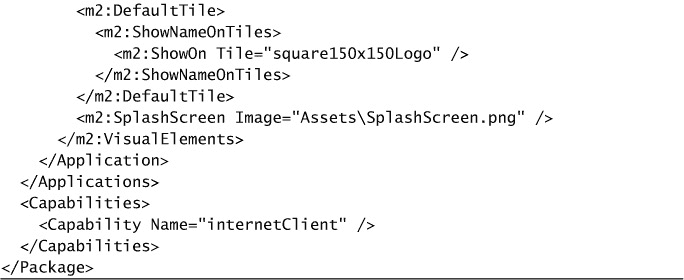 <m2:DefaultTile>
<m2:ShowNameOnTiles>
<m2:ShowOn Tile="square150x150Logo" />
</m2:ShowNameOnTiles>
</m2:DefaultTile>
<m2:SplashScreen Image="Assets\SplashScreen.png" />
</m2:VisualElements>
</Application>
</Applications>
<Capabilities>
<Capability Name="internetClient" />
</Capabilities>
</Package>